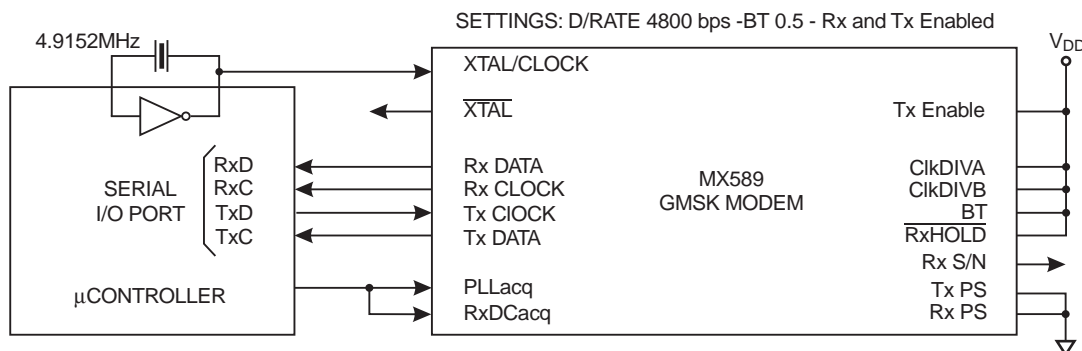 SETTINGS: D/RATE 4800 bps -BT 0.5 - Rx and Tx Enabled
4.9152MHz
VDD
XTAL/CLOCK
XTAL
Tx Enable
RxD
RxC
TxD
TxC
SERIAL
I/O PORT
Rx DATA
Rx CLOCK
Tx ClOCK
Tx DATA
MX589
GMSK MODEM
ClkDIVA
ClkDIVB
BT
RxHOLD
Rx S/N
μCONTROLLER
PLLacq
RxDCacq
Tx PS
Rx PS